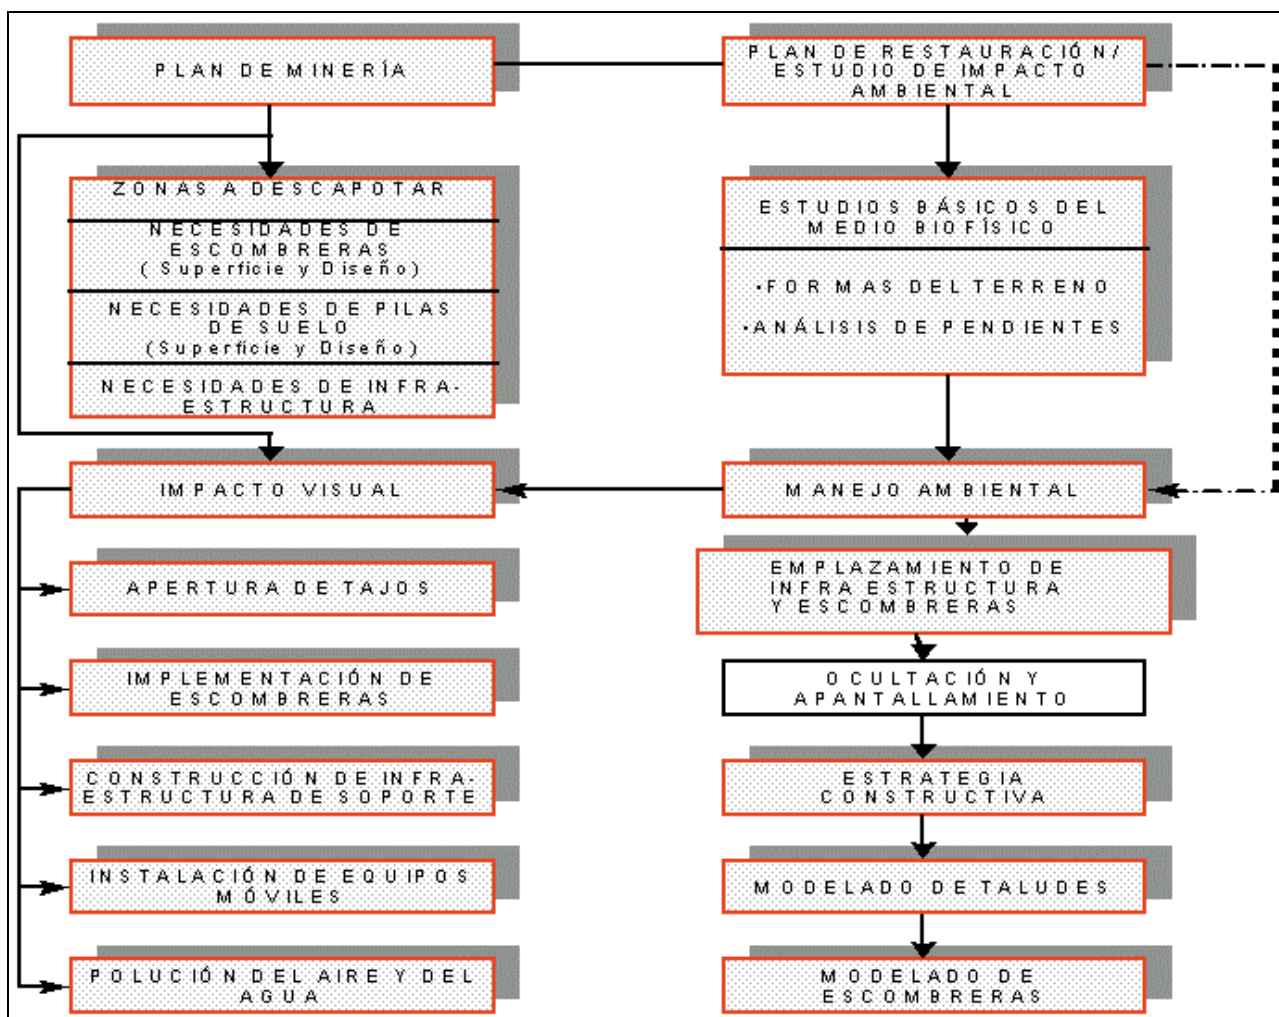 PLAN DE MINERÍA
PLAN DE RESTAURACIÓN/
ESTUDIO DE IMPACTO
AMBIENTAL
ZONAS A DESCAPOTAR
NECESIDADES DE
ESCOMBRERAS
(Superficie y Diseño)
NECESIDADES DE PILAS
DE SUELO
(Superficie y Diseño)
NECESIDADES DE INFRA-
ESTRUCTURA
ESTUDIOS BÁSICOS DEL
MEDIO BIOFÍSICO
•FORMAS DEL TERRENO
•ANÁLISIS DE PENDIENTES
IMPACTO VISUAL
MANEJO AMBIENTAL
APERTURA DE TAJOS
IMPLEMENTACIÓN DE
ESCOMBRERAS
CONSTRUCCIÓN DE INFRA-
ESTRUCTURA DE SOPORTE
INSTALACIÓN DE EQUIPOS
MÓVILES
POLUCIÓN DEL AIRE Y DEL
AGUA
EMPLAZAMIENTO DE
INFRAESTRUCTURA
Y ESCOMBRERAS
OCULTACIÓN Y
APANTALLAMIENTO
ESTRATEGIA
CONSTRUCTIVA
MODELADO DE TALUDES
MODELADO DE
ESCOMBRERAS